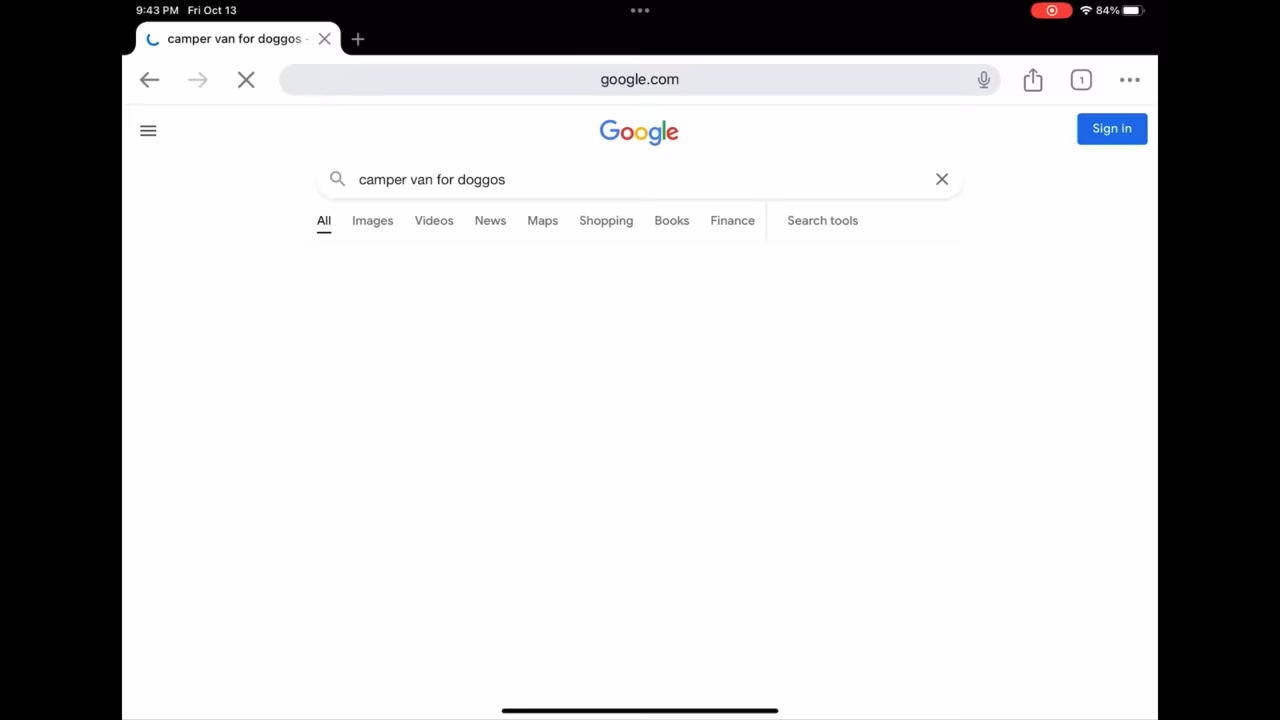 9:43 PM Fri Oct 13
84%
camper van for doggos -
google.com
1
Google
Sign in
camper van for doggos
All Images Videos News Maps Shopping Books Finance Search tools